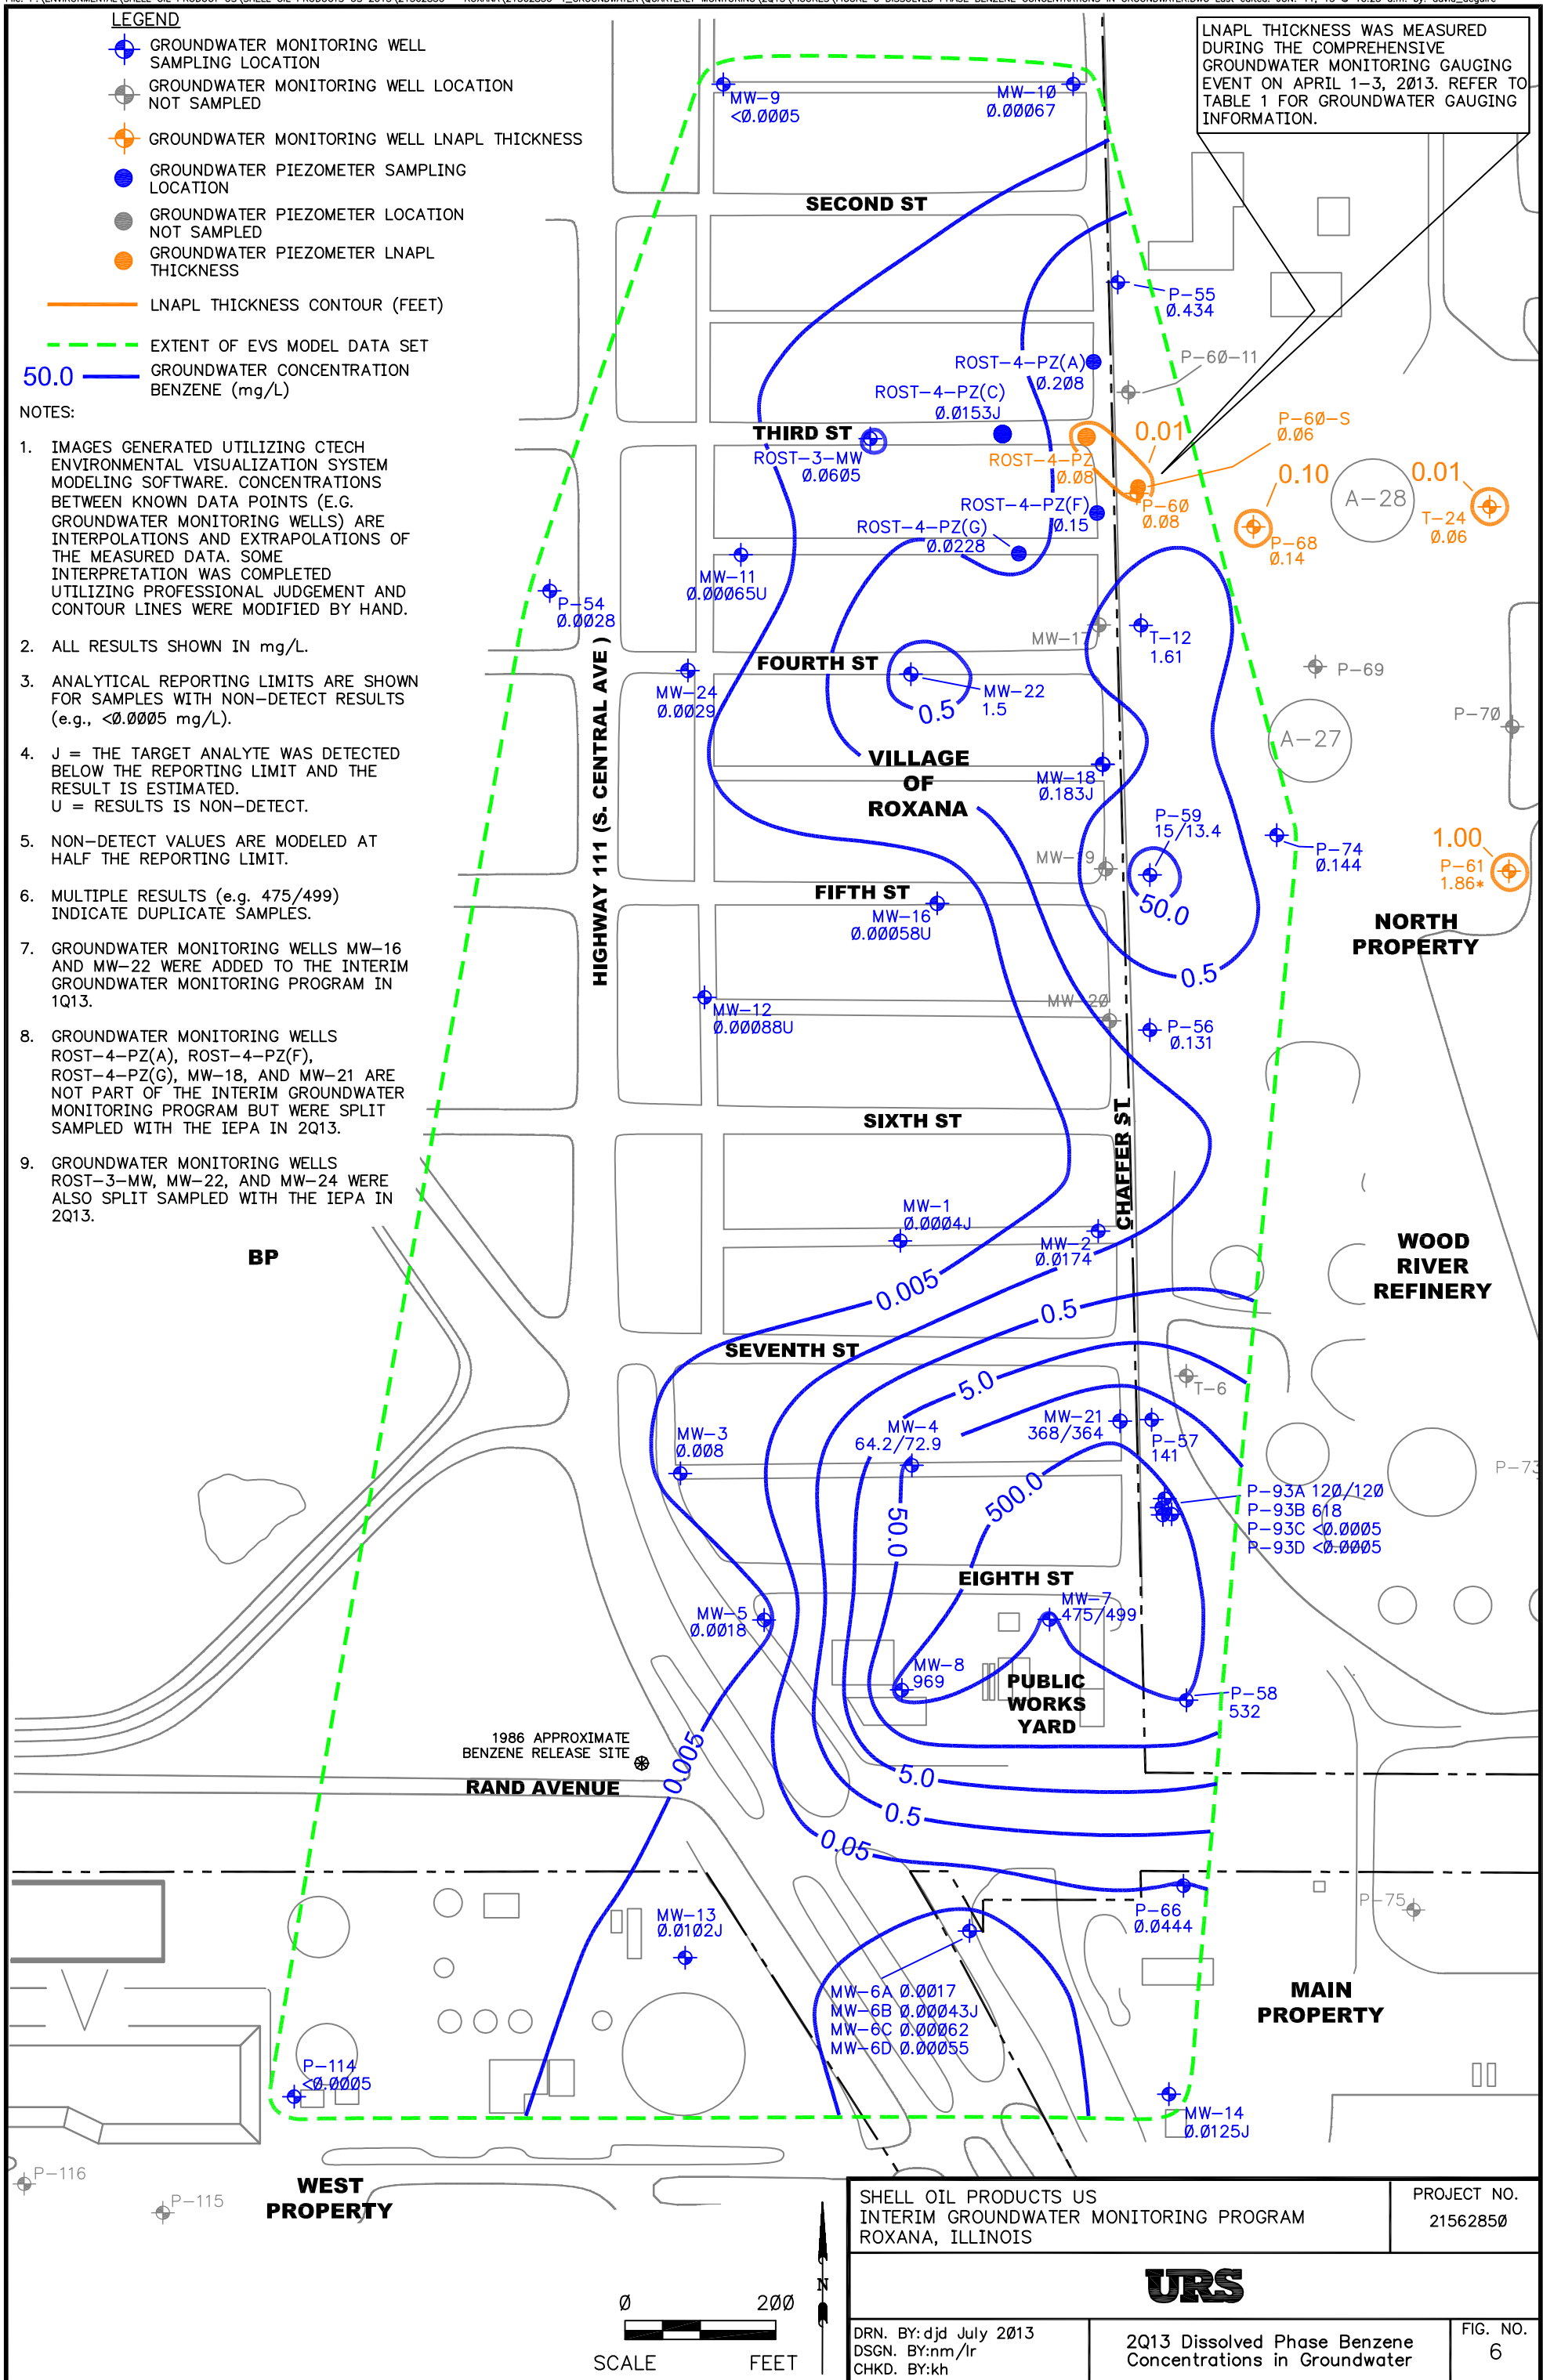 LEGEND
GROUNDWATER MONITORING WELL
SAMPLING LOCATION
GROUNDWATER MONITORING WELL LOCATION
NOT SAMPLED
GROUNDWATER MONITORING WELL LNAPL THICKNESS
GROUNDWATER PIEZOMETER SAMPLING
LOCATION
GROUNDWATER PIEZOMETER LOCATION
NOT SAMPLED
GROUNDWATER PIEZOMETER LNAPL
THICKNESS
LNAPL THICKNESS CONTOUR (FEET)
EXTENT OF EVS MODEL DATA SET
50.0
GROUNDWATER CONCENTRATION
BENZENE (mg/L)
NOTES:
1. IMAGES GENERATED UTILIZING CTECH
ENVIRONMENTAL VISUALIZATION SYSTEM
MODELING SOFTWARE. CONCENTRATIONS
BETWEEN KNOWN DATA POINTS (E.G.
GROUNDWATER MONITORING WELLS) ARE
INTERPOLATIONS AND EXTRAPOLATIONS OF
THE MEASURED DATA. SOME
INTERPRETATION WAS COMPLETED
UTILIZING PROFESSIONAL JUDGEMENT AND
CONTOUR LINES WERE MODIFIED BY HAND.
2. ALL RESULTS SHOWN IN mg/L.
3. ANALYTICAL REPORTING LIMITS ARE SHOWN
FOR SAMPLES WITH NON-DETECT RESULTS
(e.g., <0.0005 mg/L).
4. J = THE TARGET ANALYTE WAS DETECTED
BELOW THE REPORTING LIMIT AND THE
RESULT IS ESTIMATED.
U = RESULTS IS NON-DETECT.
5. NON-DETECT VALUES ARE MODELED AT
HALF THE REPORTING LIMIT.
6. MULTIPLE RESULTS (e.g. 475/499)
INDICATE DUPLICATE SAMPLES.
7. GROUNDWATER MONITORING WELLS MW-16
AND MW-22 WERE ADDED TO THE INTERIM
GROUNDWATER MONITORING PROGRAM IN
1Q13.
8. GROUNDWATER MONITORING WELLS
ROST-4-PZ(A), ROST-4-PZ(F),
ROST-4-PZ(G), MW-18, AND MW-21 ARE
NOT PART OF THE INTERIM GROUNDWATER
MONITORING PROGRAM BUT WERE SPLIT
SAMPLED WITH THE IEPA IN 2Q13.
9. GROUNDWATER MONITORING WELLS
ROST-3-MW, MW-22, AND MW-24 WERE
ALSO SPLIT SAMPLED WITH THE IEPA IN
2Q13.
LNAPL THICKNESS WAS MEASURED
DURING THE COMPREHENSIVE
GROUNDWATER MONITORING GAUGING
EVENT ON APRIL 1-3, 2013. REFER TO
TABLE 1 FOR GROUNDWATER GAUGING
INFORMATION.
MW-9
<0.0005
MW-10
0.00067
SECOND ST
P-55
0.434
ROST-4-PZ(A)
0.208
P-60-11
ROST-4-PZ(C)
0.0153J
THIRD ST
ROST-3-MW
0.0605
ROST-4-PZ
0.08
0.01
P-60-S
0.06
P-60
0.08
0.10
P-68
0.14
A-28
0.01
T-24
0.06
ROST-4-PZ(F)
0.15
ROST-4-PZ(G)
0.0228
MW-11
0.00065U
P-54
0.0028
T-12
1.61
P-69
FOURTH ST
MW-24
0.0029
MW-22
1.5
0.5
P-70
A-27
VILLAGE
OF
ROXANA
MW-18
0.183J
HIGHWAY 111 (S. CENTRAL AVE )
P-59
15/13.4
50.0
P-74
0.144
1.00
P-61
1.86*
MW-19
FIFTH ST
MW-16
0.00058U
NORTH
PROPERTY
0.5
MW-12
0.00088U
MW-20
P-56
0.131
SIXTH ST
CHAFFER ST
MW-1
0.0004J
MW-2
0.0174
BP
WOOD
RIVER
REFINERY
0.005
0.5
SEVENTH ST
5.0
T-6
MW-3
0.008
MW-4
64.2/72.9
MW-21
368/364
P-57
141
P-73
500.0
50.0
P-93A 120/120
P-93B 618
P-93C <0.0005
P-93D <0.0005
EIGHTH ST
MW-5
0.0018
MW-7
475/499
MW-8
969
PUBLIC
WORKS
YARD
P-58
532
1986 APPROXIMATE
BENZENE RELEASE SITE
RAND AVENUE
0.005
5.0
0.5
0.05
P-66
0.0444
P-75
MW-13
0.0102J
MW-6A 0.0017
MW-6B 0.00043J
MW-6C 0.00062
MW-6D 0.00055
MAIN
PROPERTY
P-114
<0.0005
MW-14
0.0125J
P-116
P-115
WEST
PROPERTY
N
0 200
SCALE FEET
SHELL OIL PRODUCTS US
INTERIM GROUNDWATER MONITORING PROGRAM
ROXANA, ILLINOIS
PROJECT NO.
21562850
URS
DRN. BY:djd July 2013
DSGN. BY:nm/lr
CHKD. BY:kh
2Q13 Dissolved Phase Benzene
Concentrations in Groundwater
FIG. NO.
6